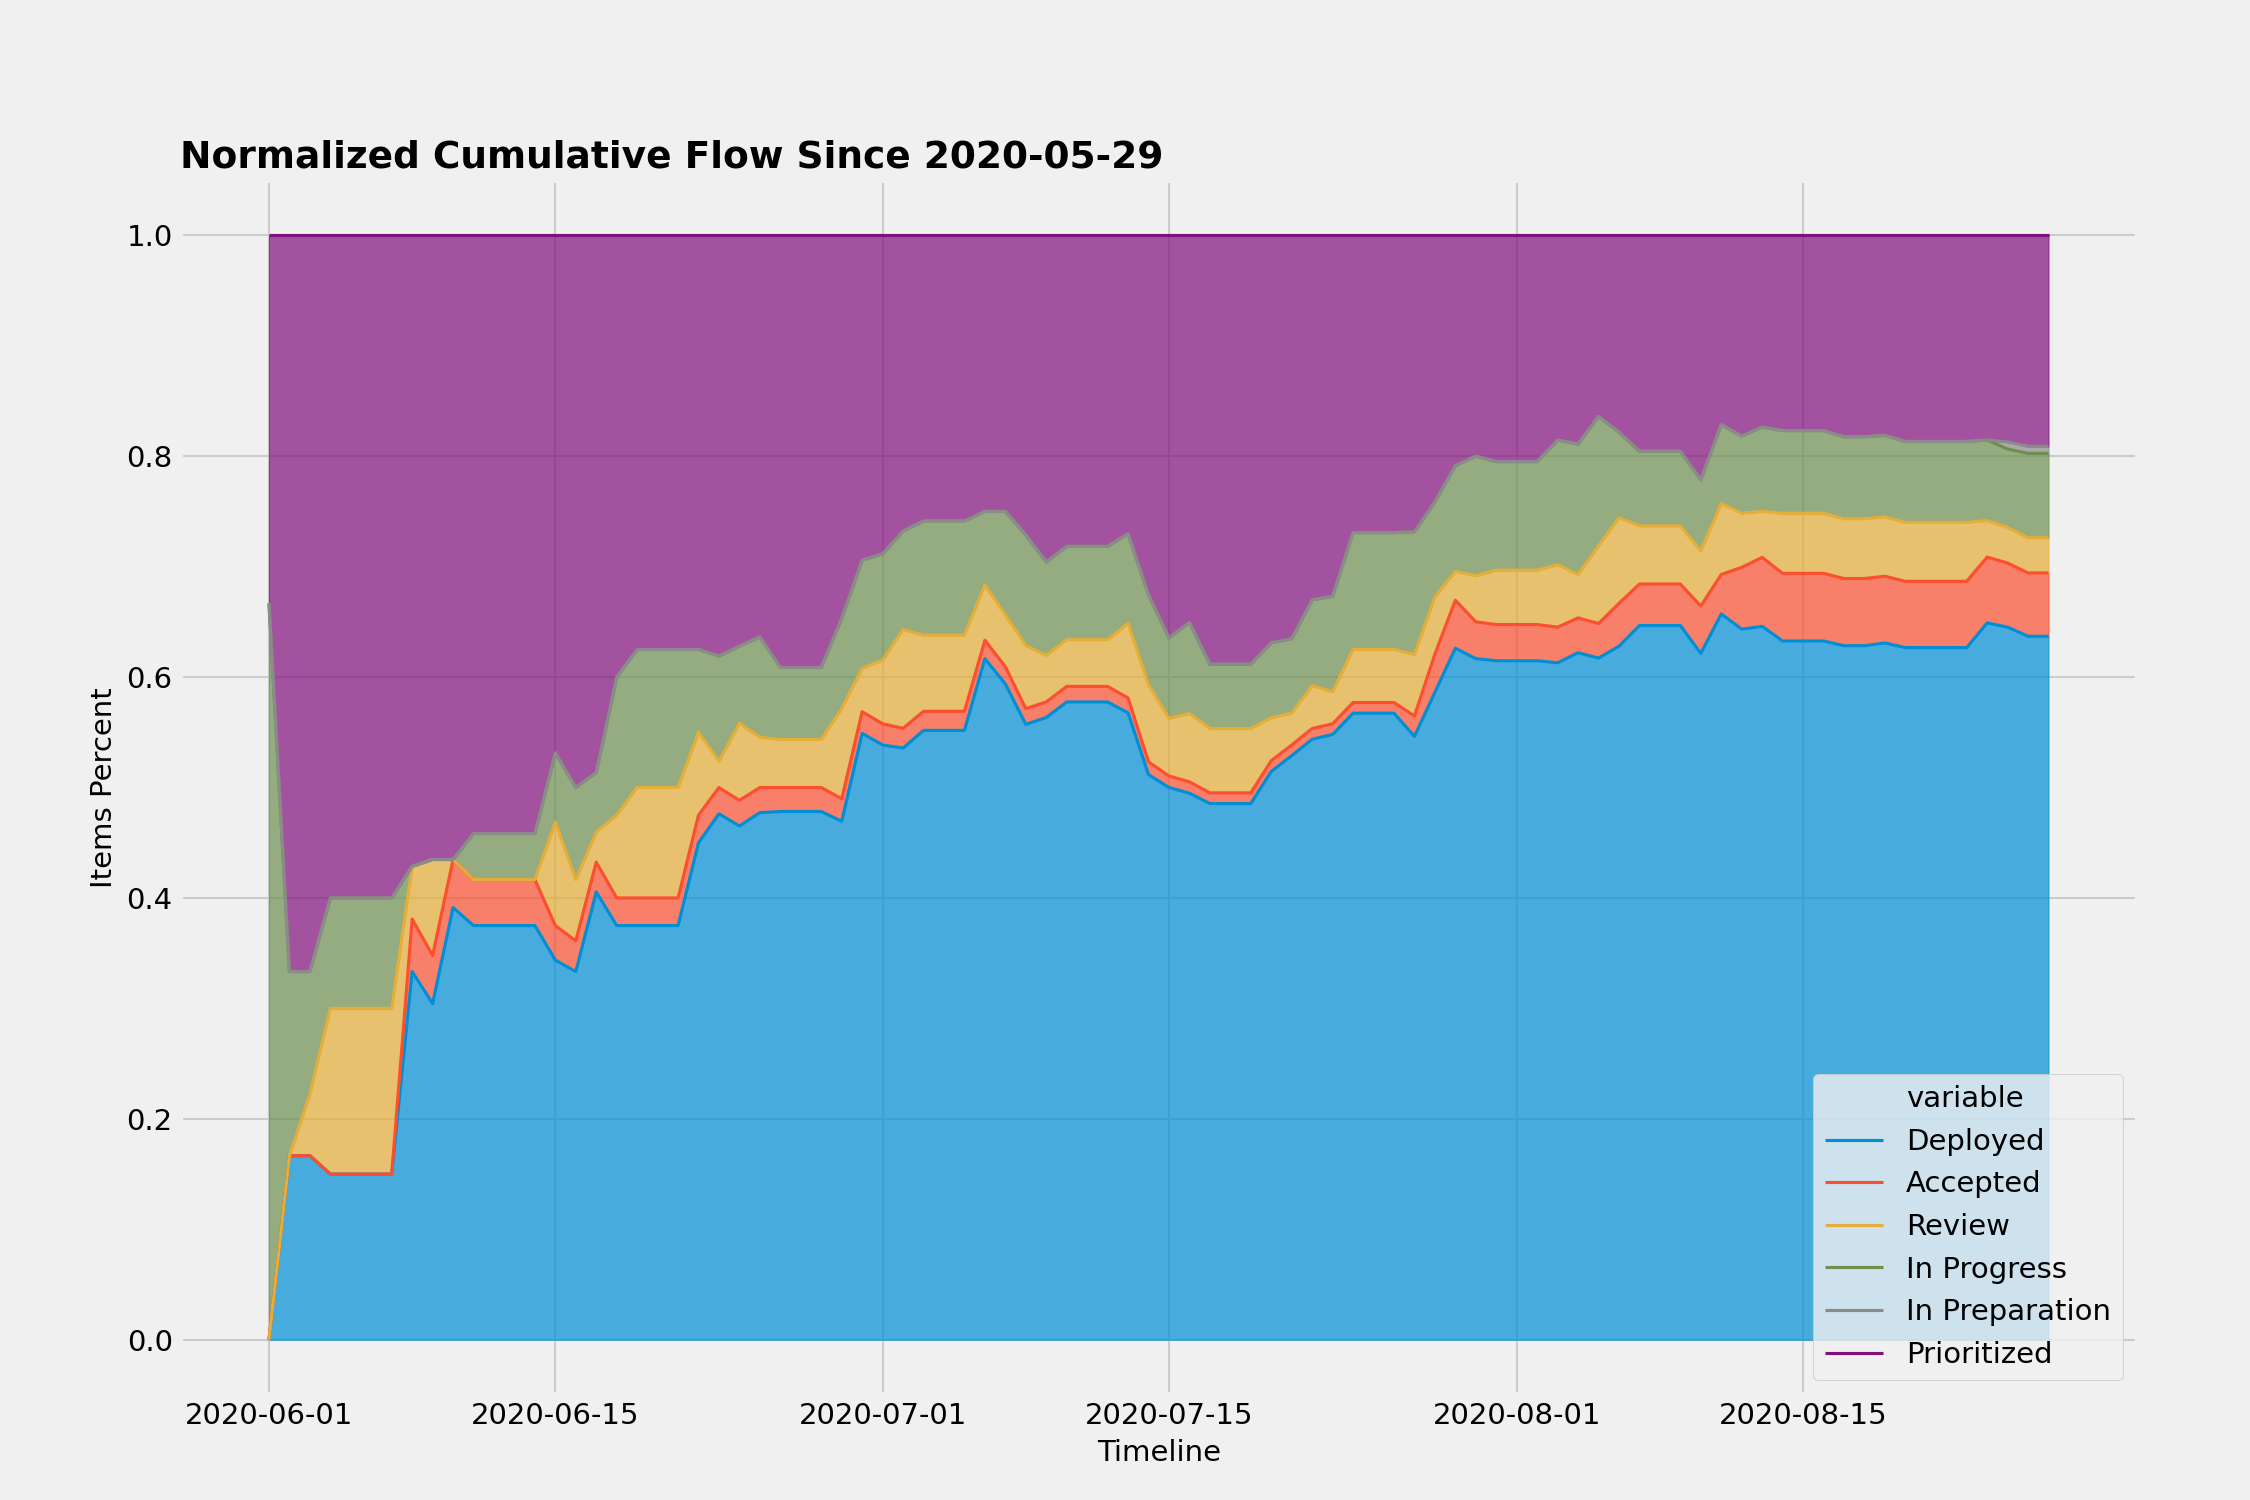 Normalized Cumulative Flow Since 2020-05-29
1.0
0.8
0.6
0.4
0.2
0.0
Items Percent
2020-06-01 2020-06-15 2020-07-01 2020-07-15 2020-08-01 2020-08-15
Timeline
variable
Deployed
Accepted
Review
In Progress
In Preparation
Prioritized